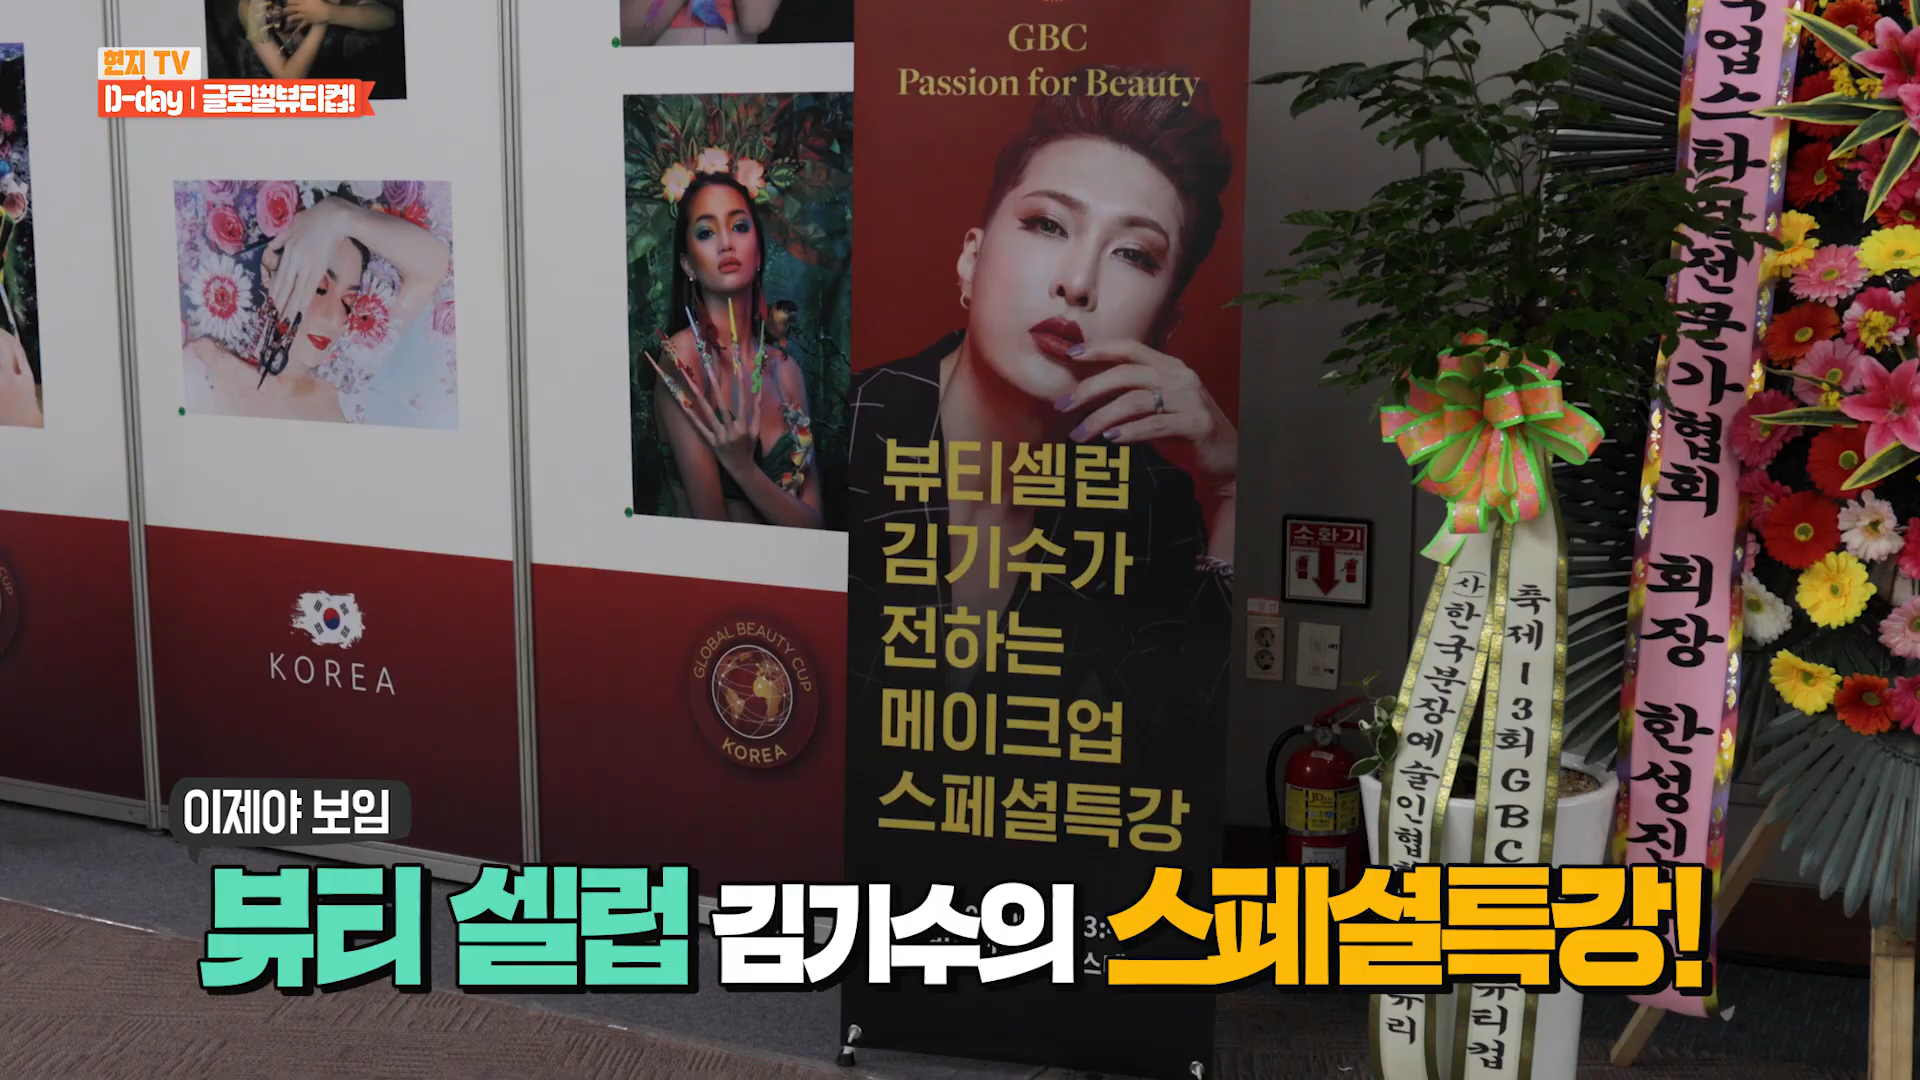 현지 TV
D-day | 글로벌뷰티컵!
GBC
Passion for Beauty
뷰티셀럽
김기수가
전하는
메이크업
스페셜특강
KOREA
GLOBAL BEAUTY CUP
KOREA
소화기
(사)한국분장예술인협
축제13회 GBC
뷰티컵
업스타일전문가협회 회장 한성진
이제야 보임
뷰티 셀럽 김기수의 스페셜특강!